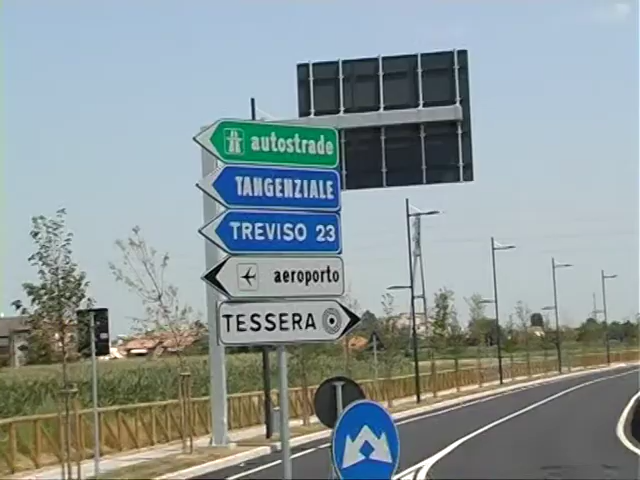 autostrade
TANGENZIALE
TREVISO 23
aeroporto
TESSERA